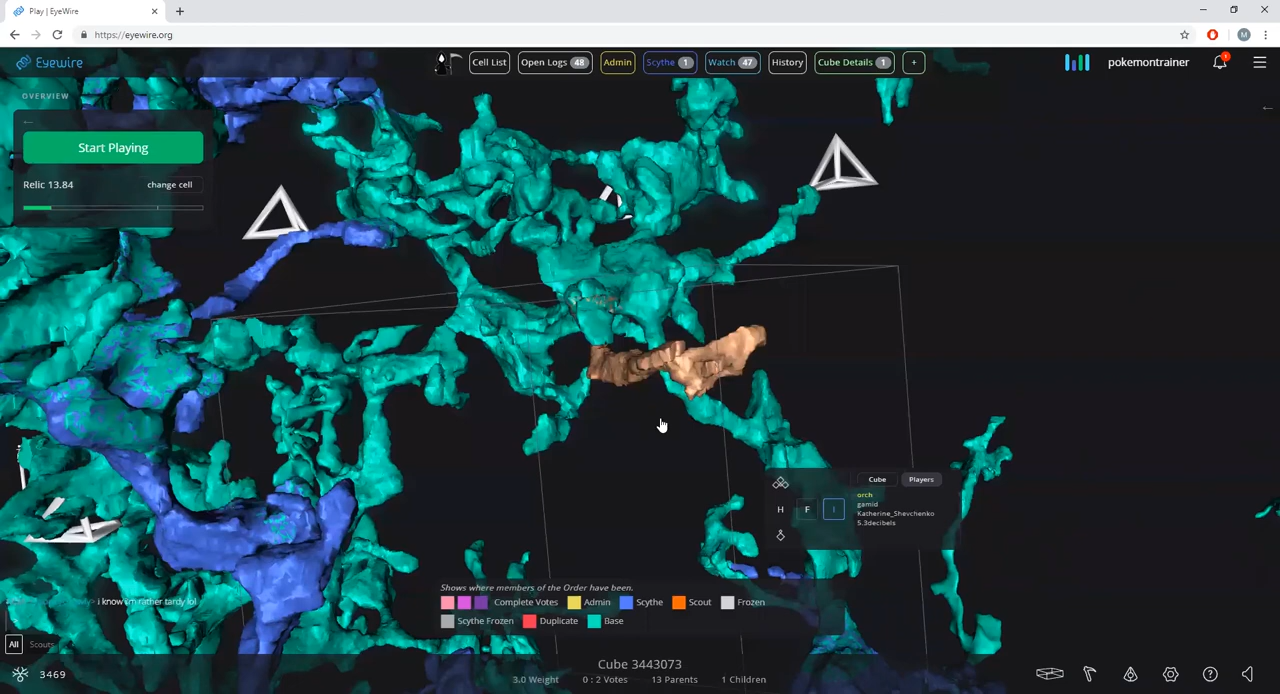 Play | EyeWire
https://eyewire.org
M
Eyewire
Cell List
Open Logs 48
Admin
Scythe 1
Watch 47
History
Cube Details 1
+
pokemontrainer
1
OVERVIEW
Start Playing
Relic 13.84
change cell
Cube
Players
H
F
I
orch
gamid
Katherine_Shevchenko
5.3decibels
Shows where members of the Order have been.
Complete Votes
Admin
Scythe
Scout
Frozen
Scythe Frozen
Duplicate
Base
i know i'm rather tardy lol
All
Scouts
3469
Cube 3443073
3.0 Weight
0 : 2 Votes
13 Parents
1 Children